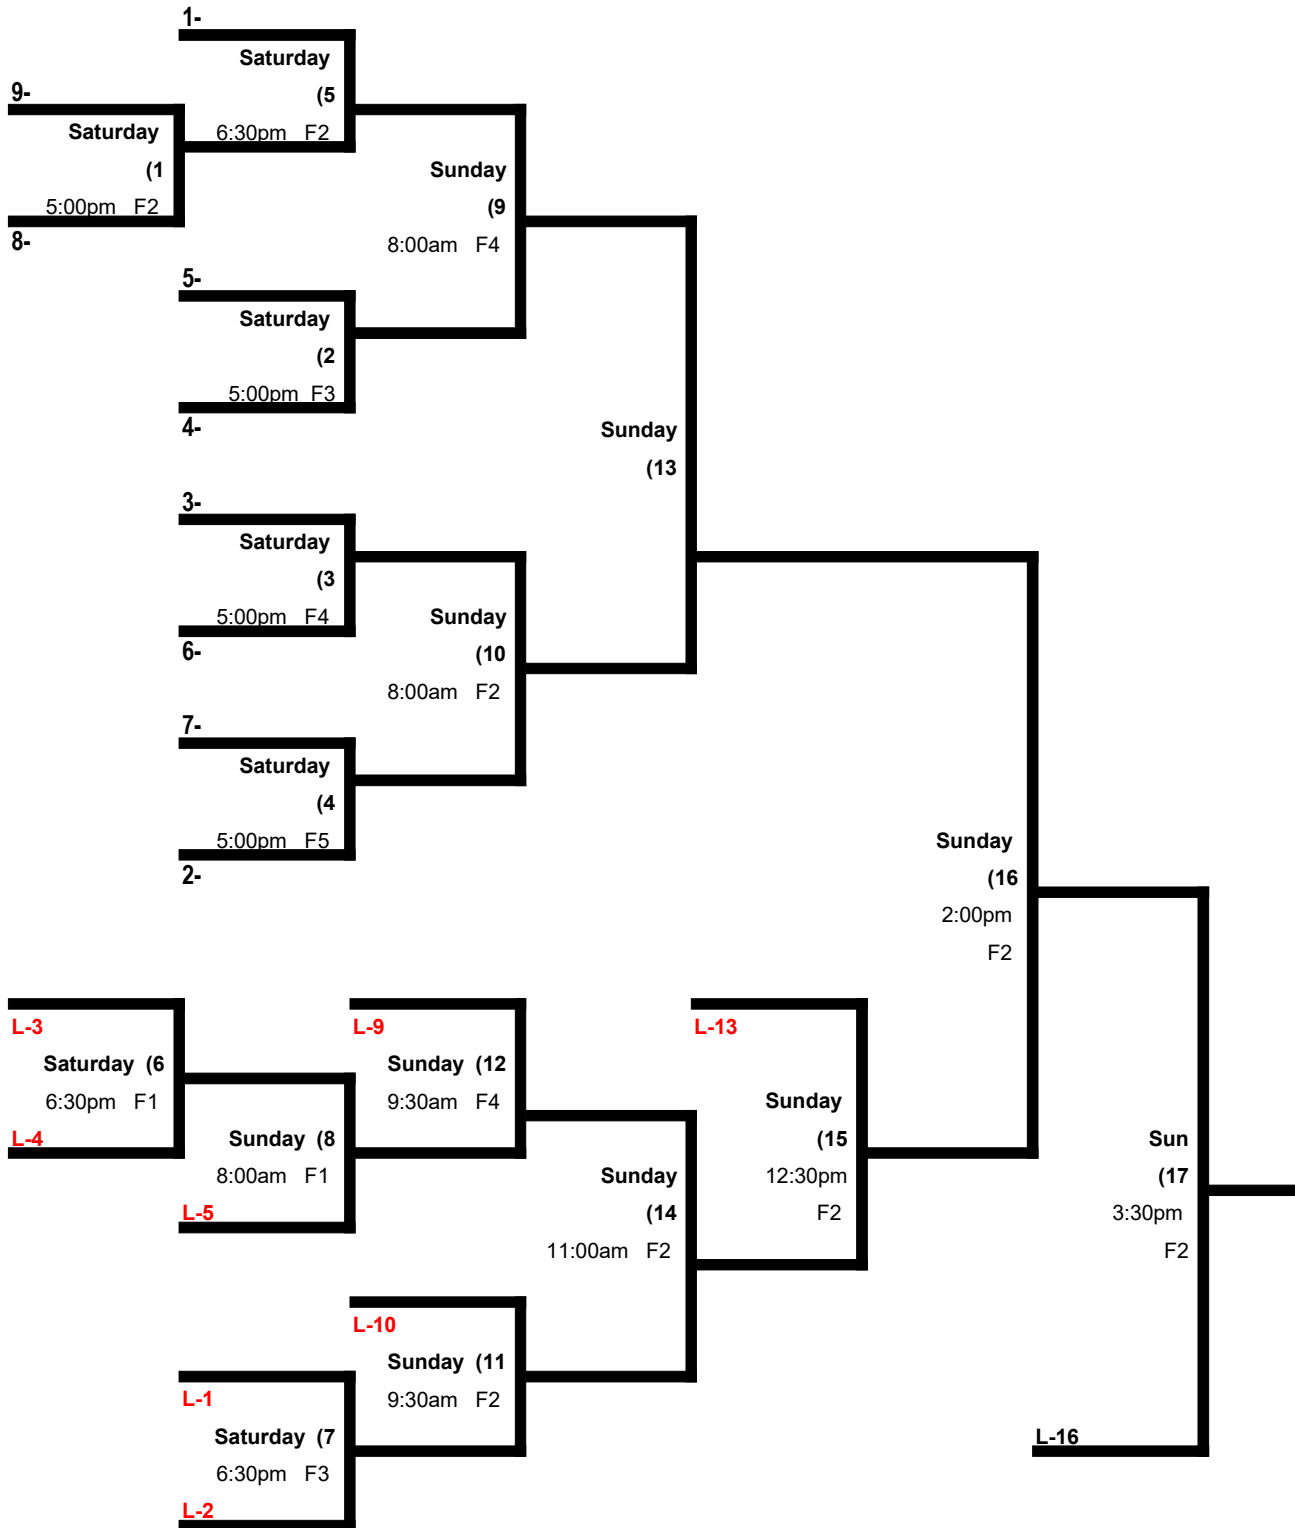 1-
Saturday
(5
6:30pm F2
9-
Saturday
(1
5:00pm F2
8-
Sunday
(9
8:00am F4
5-
Saturday
(2
5:00pm F3
4-
Sunday
(13
3-
Saturday
(3
5:00pm F4
6-
Sunday
(10
8:00am F2
7-
Saturday
(4
5:00pm F5
2-
Sunday
(16
2:00pm
F2
L-3
Saturday (6
6:30pm F1
L-4
L-9
Sunday (12
9:30am F4
Sunday (8
8:00am F1
L-5
L-13
Sunday
(15
12:30pm
F2
Sunday
(14
11:00am F2
Sun
(17
3:30pm
F2
L-10
Sunday (11
9:30am F2
L-1
Saturday (7
6:30pm F3
L-2
L-16